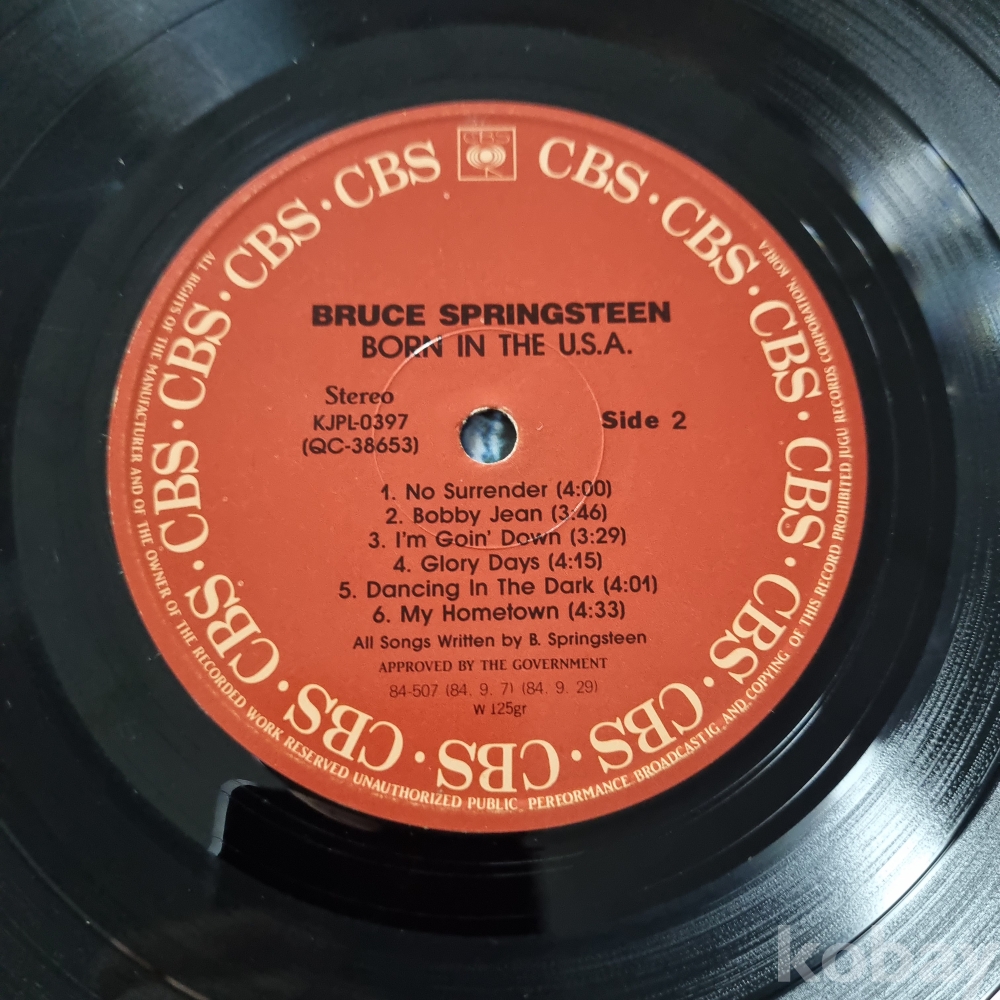 CBS
CBS · CBS · CBS · CBS · CBS · CBS · CBS · CBS · CBS · CBS · CBS · CBS · CBS · CBS
BRUCE SPRINGSTEEN
BORN IN THE U.S.A.
Stereo
KJPL-0397
(QC-38653)
Side 2
1. No Surrender (4:00)
2. Bobby Jean (3:46)
3. I'm Goin' Down (3:29)
4. Glory Days (4:15)
5. Dancing In The Dark (4:01)
6. My Hometown (4:33)
All Songs Written by B. Springsteen
APPROVED BY THE GOVERNMENT
84-507 (84. 9. 7) (84. 9. 29)
W 125gr
ALL RIGHTS OF THE MANUFACTURER AND OF THE OWNER OF THE RECORDED WORK RESERVED UNAUTHORIZED PUBLIC PERFORMANCE BROADCASTIG. AND COPYING OF THIS RECORD PROHIBITED JUGU RECORDS CORPORATION, KOREA
kobay